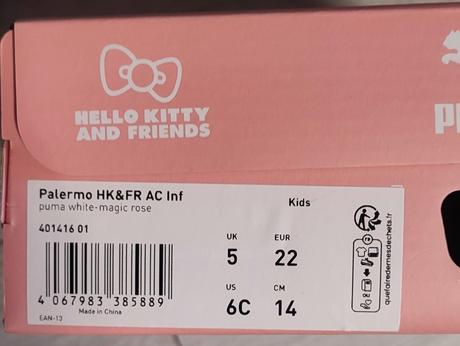 HELLO KITTY
AND FRIENDS
Palermo HK&FR AC Inf
Kids
puma white-magic rose
401416 01
UK EUR
5 22
US CM
6C 14
4 067983 385889
Made in China
EAN-13
FR
quefairedemesdechets.fr